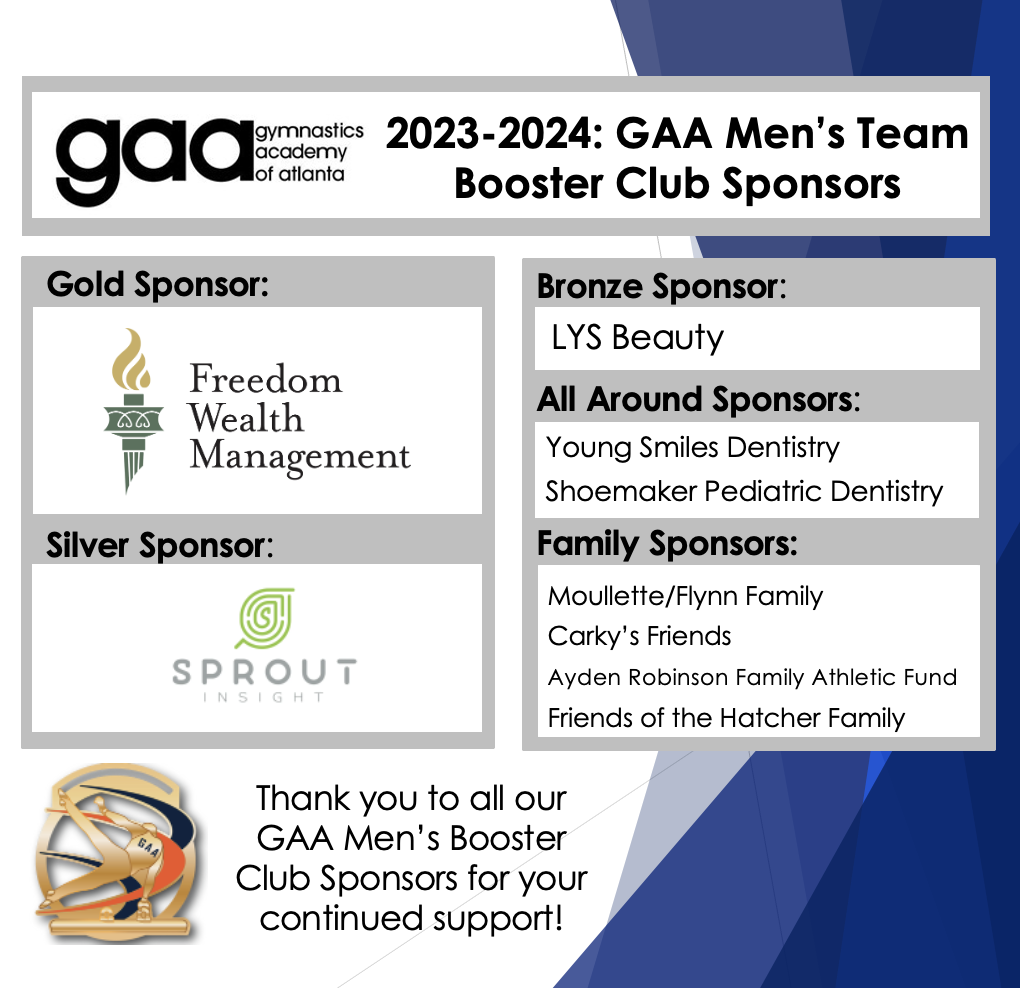 gaa
gymnastics
academy
of atlanta
2023-2024: GAA Men's Team
Booster Club Sponsors
Gold Sponsor:
Freedom
Wealth
Management
Silver Sponsor:
S
SPROUT
INSIGHT
Bronze Sponsor:
LYS Beauty
All Around Sponsors:
Young Smiles Dentistry
Shoemaker Pediatric Dentistry
Family Sponsors:
Moullette/Flynn Family
Carky's Friends
Ayden Robinson Family Athletic Fund
Friends of the Hatcher Family
GAA
Thank you to all our
GAA Men's Booster
Club Sponsors for your
continued support!